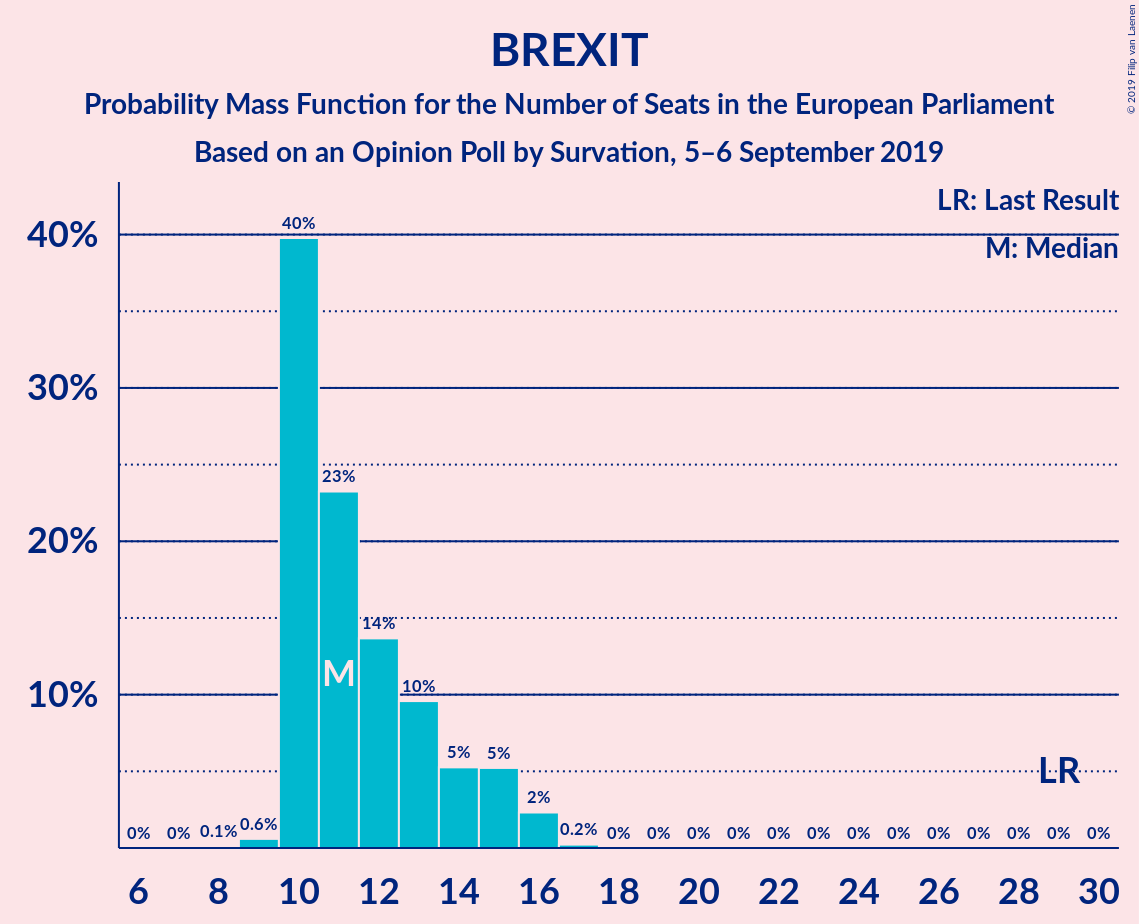 BREXIT
Probability Mass Function for the Number of Seats in the European Parliament
Based on an Opinion Poll by Survation, 5–6 September 2019
© 2019 Filip van Laenen
LR: Last Result
M: Median
40%
30%
20%
10%
0% 0% 0.1% 0.6% 40% 23% 14% 10% 5% 5% 2% 0.2% 0% 0% 0% 0% 0% 0% 0% 0% 0% 0% 0% 0% 0%
M
LR
6 8 10 12 14 16 18 20 22 24 26 28 30